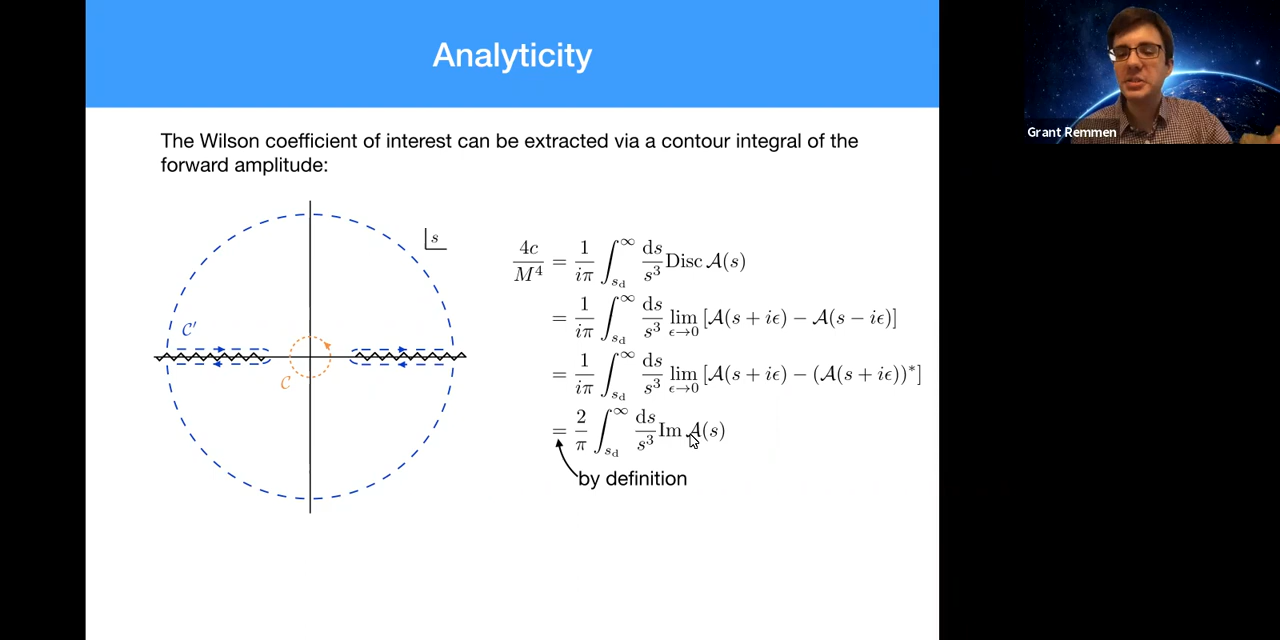 Analyticity
Grant Remmen
The Wilson coefficient of interest can be extracted via a contour integral of the
forward amplitude:
s
C′
C
4c/M⁴ = 1/(iπ) ∫_{s_d}^{∞} ds/s³ Disc 𝒜(s)
= 1/(iπ) ∫_{s_d}^{∞} ds/s³ lim_{ϵ→0} [𝒜(s + iϵ) − 𝒜(s − iϵ)]
= 1/(iπ) ∫_{s_d}^{∞} ds/s³ lim_{ϵ→0} [𝒜(s + iϵ) − (𝒜(s + iϵ))*]
= 2/π ∫_{s_d}^{∞} ds/s³ Im 𝒜(s)
by definition